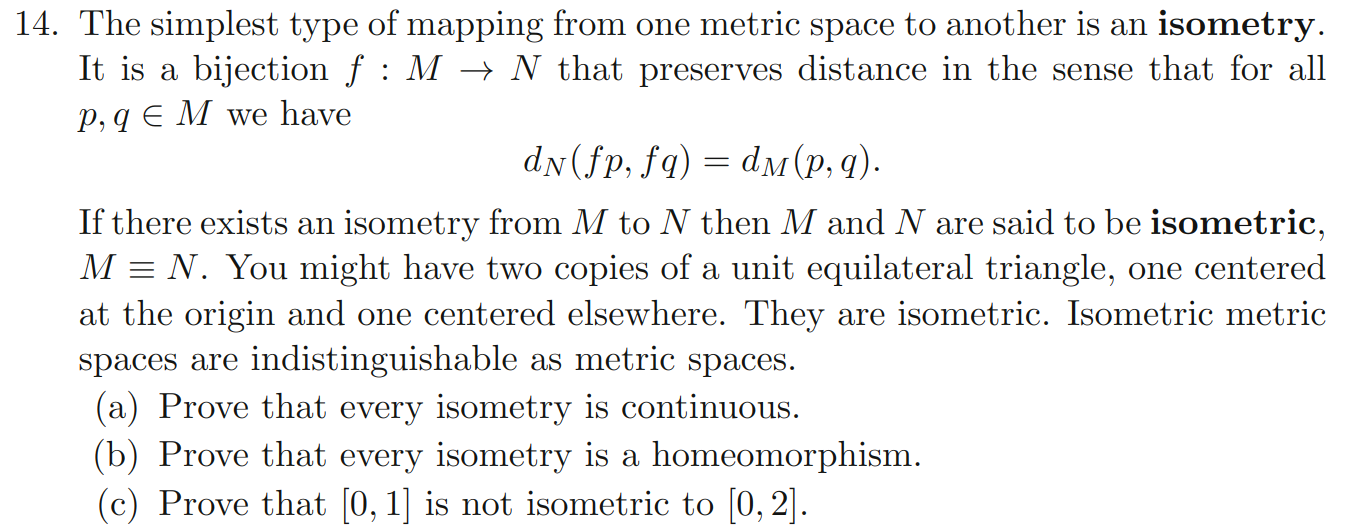 14. The simplest type of mapping from one metric space to another is an isometry.
It is a bijection f : M → N that preserves distance in the sense that for all
p, q ∈ M we have
d_N(fp, fq) = d_M(p, q).
If there exists an isometry from M to N then M and N are said to be isometric,
M ≡ N. You might have two copies of a unit equilateral triangle, one centered
at the origin and one centered elsewhere. They are isometric. Isometric metric
spaces are indistinguishable as metric spaces.
(a) Prove that every isometry is continuous.
(b) Prove that every isometry is a homeomorphism.
(c) Prove that [0, 1] is not isometric to [0, 2].